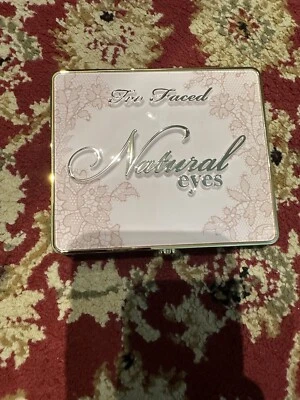 Too Faced
Natural
eyes